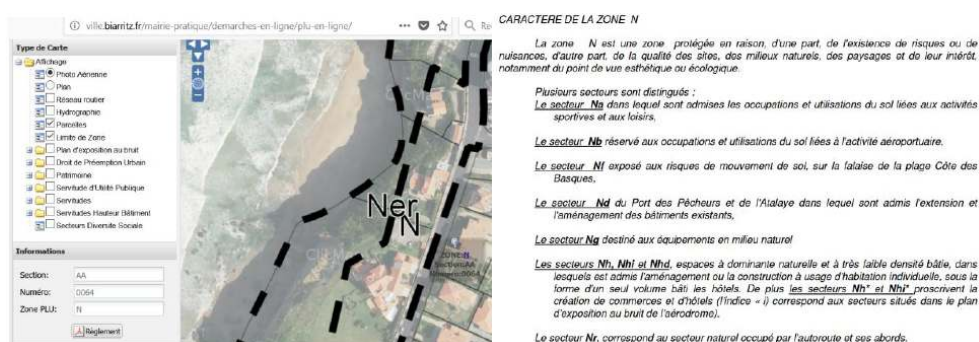 ville.biarritz.fr/mairie-pratique/demarches-en-ligne/plu-en-ligne/
Type de Carte
Affichage
Photo Aérienne
Plan
Réseau routier
Hydrographie
Parcelles
Limite de Zone
Plan d'exposition au bruit
Droit de Préemption Urbain
Patrimoine
Servitude d'Utilité Publique
Servitudes
Servitudes Hauteur Bâtiment
Secteurs Diversite Sociale
Informations
Section: AA
Numéro: 0064
Zone PLU: N
Règlement
Ner
N
CARACTERE DE LA ZONE N
La zone N est une zone protégée en raison, d'une part, de l'existence de risques ou de
nuisances, d'autre part, de la qualité des sites, des milieux naturels, des paysages et de leur intérêt,
notamment du point de vue esthétique ou écologique.
Plusieurs secteurs sont distingués :
Le secteur Na dans lequel sont admises les occupations et utilisations du sol liées aux activités
sportives et aux loisirs,
Le secteur Nb réservé aux occupations et utilisations du sol liées à l'activité aéroportuaire.
Le secteur Nf exposé aux risques de mouvement de sol, sur la falaise de la plage Côte des
Basques,
Le secteur Nd du Port des Pêcheurs et de l'Atalaye dans lequel sont admis l'extension et
l'aménagement des bâtiments existants,
Le secteur Ng destiné aux équipements en milieu naturel
Les secteurs Nh, Nhi et Nhd, espaces à dominante naturelle et à très faible densité bâtie, dans
lesquels est admis l'aménagement ou la construction à usage d'habitation individuelle, sous la
forme d'un seul volume bâti les hôtels. De plus les secteurs Nh* et Nhi* proscrivent la
création de commerces et d'hôtels (l'indice « i) correspond aux secteurs situés dans le plan
d'exposition au bruit de l'aérodrome).
Le secteur Nr, correspond au secteur naturel occupé par l'autoroute et ses abords.